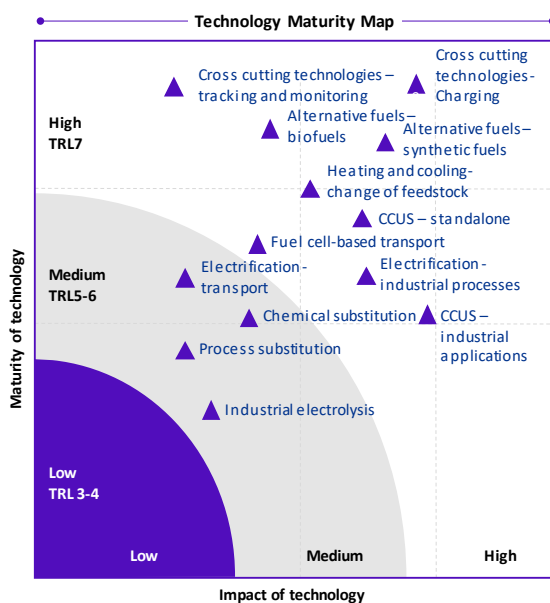 Technology Maturity Map
Cross cutting technologies –
tracking and monitoring
Cross cutting
technologies-
Charging
High
TRL7
Alternative fuels –
biofuels
Alternative fuels –
synthetic fuels
Heating and cooling-
change of feedstock
CCUS – standalone
Fuel cell-based transport
Medium
TRL5-6
Electrification -
transport
Electrification -
industrial processes
Chemical substitution
CCUS –
industrial
applications
Process substitution
Industrial electrolysis
Low
TRL 3-4
Low
Medium
High
Maturity of technology
Impact of technology